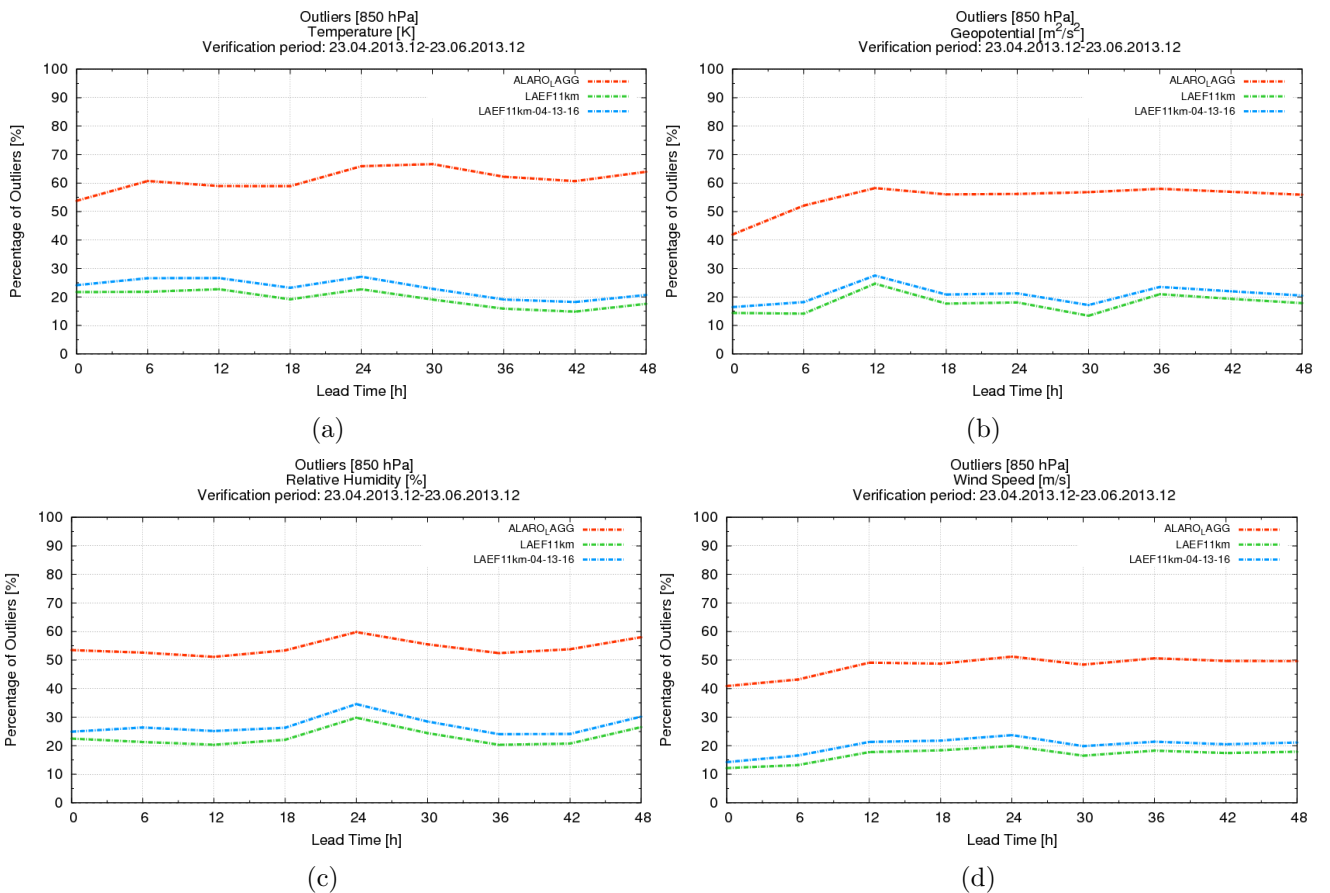 Outliers [850 hPa]
Temperature [K]
Verification period: 23.04.2013.12-23.06.2013.12
100
90
80
70
60
50
40
30
20
10
0
Percentage of Outliers [%]
ALARO_LAGG
LAEF11km
LAEF11km-04-13-16
0 6 12 18 24 30 36 42 48
Lead Time [h]
(a)
Outliers [850 hPa]
Geopotential [m²/s²]
Verification period: 23.04.2013.12-23.06.2013.12
100
90
80
70
60
50
40
30
20
10
0
Percentage of Outliers [%]
ALARO_LAGG
LAEF11km
LAEF11km-04-13-16
0 6 12 18 24 30 36 42 48
Lead Time [h]
(b)
Outliers [850 hPa]
Relative Humidity [%]
Verification period: 23.04.2013.12-23.06.2013.12
100
90
80
70
60
50
40
30
20
10
0
Percentage of Outliers [%]
ALARO_LAGG
LAEF11km
LAEF11km-04-13-16
0 6 12 18 24 30 36 42 48
Lead Time [h]
(c)
Outliers [850 hPa]
Wind Speed [m/s]
Verification period: 23.04.2013.12-23.06.2013.12
100
90
80
70
60
50
40
30
20
10
0
Percentage of Outliers [%]
ALARO_LAGG
LAEF11km
LAEF11km-04-13-16
0 6 12 18 24 30 36 42 48
Lead Time [h]
(d)